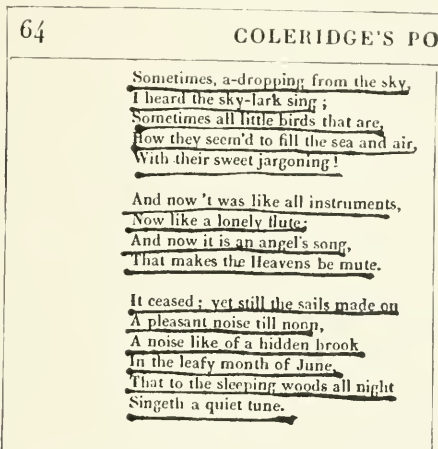 64
COLERIDGE'S PO
Sometimes, a-dropping from the sky,
I heard the sky-lark sing ;
Sometimes all little birds that are,
How they seem'd to fill the sea and air,
With their sweet jargoning !
And now 't was like all instruments,
Now like a lonely flute ;
And now it is an angel's song,
That makes the Heavens be mute.
It ceased ; yet still the sails made on
A pleasant noise till noon,
A noise like of a hidden brook
In the leafy month of June,
That to the sleeping woods all night
Singeth a quiet tune.